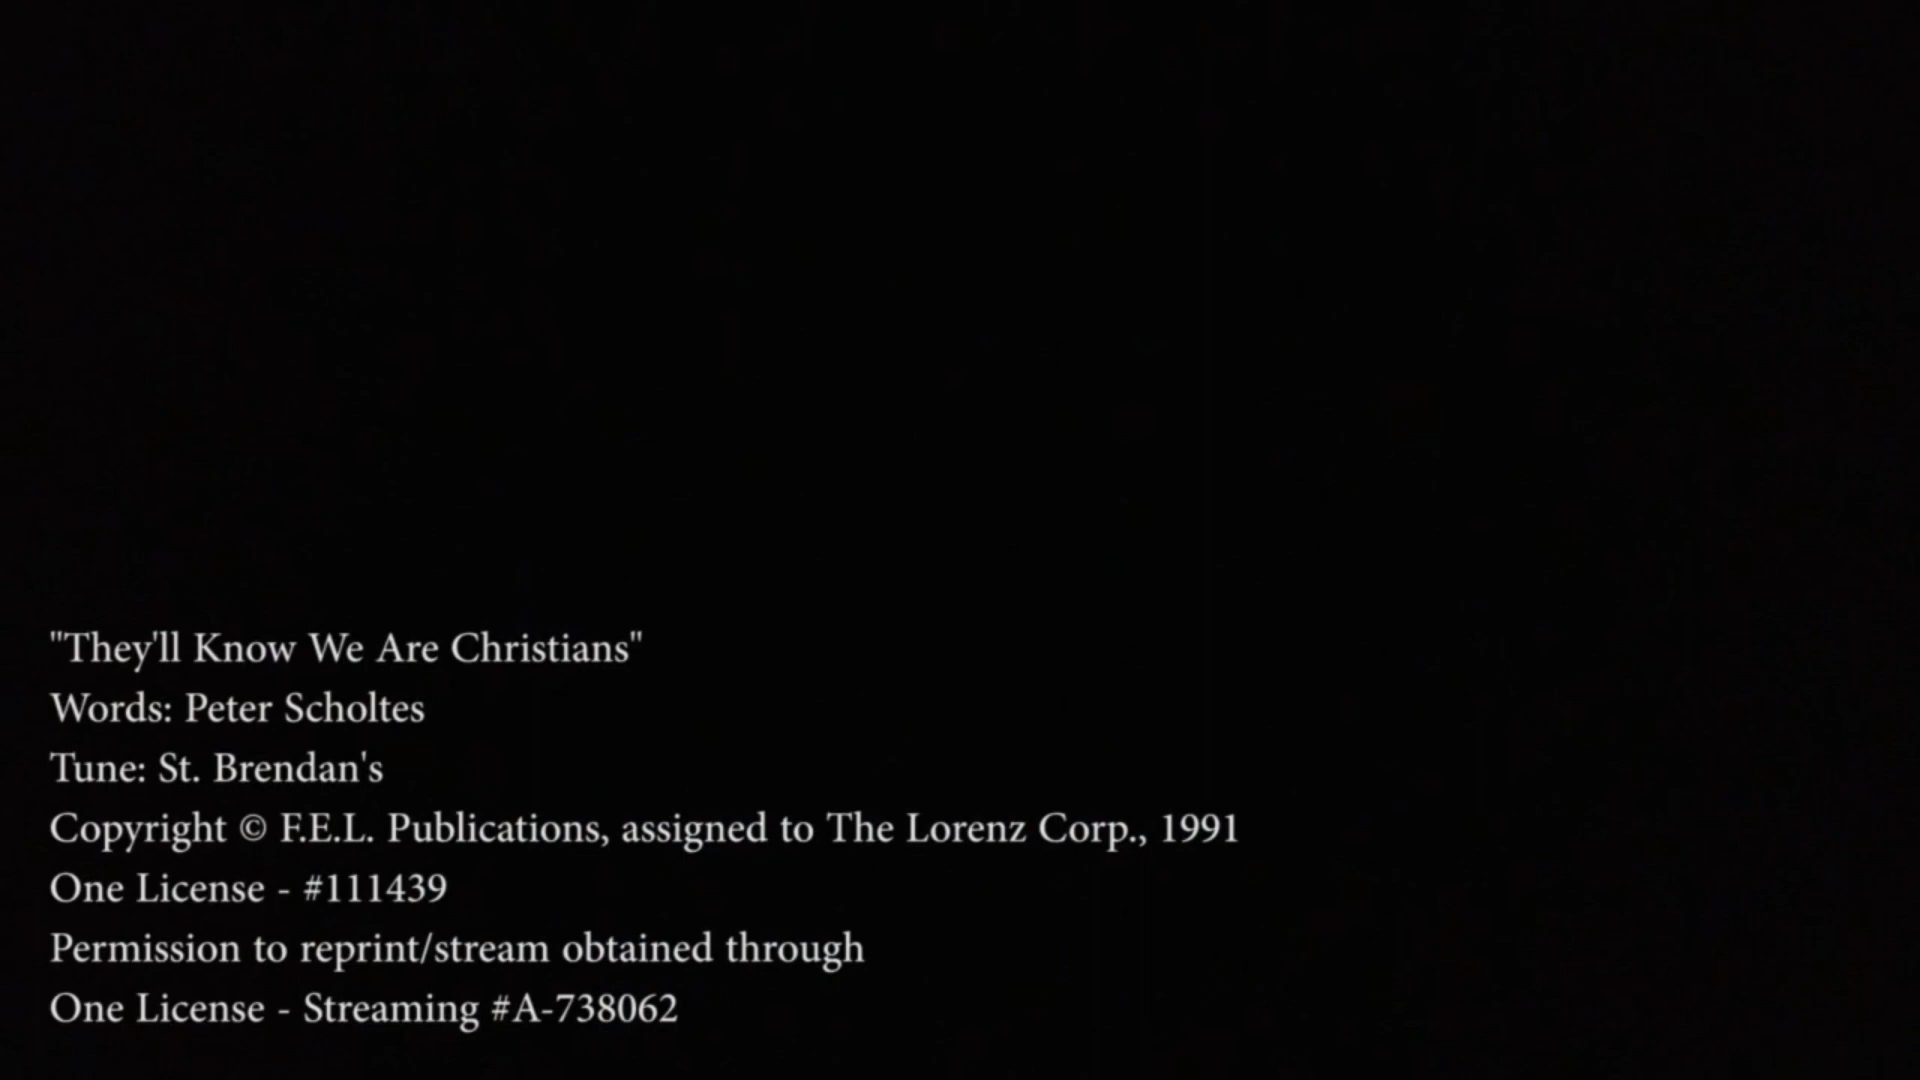 "They'll Know We Are Christians"
Words: Peter Scholtes
Tune: St. Brendan's
Copyright © F.E.L. Publications, assigned to The Lorenz Corp., 1991
One License - #111439
Permission to reprint/stream obtained through
One License - Streaming #A-738062